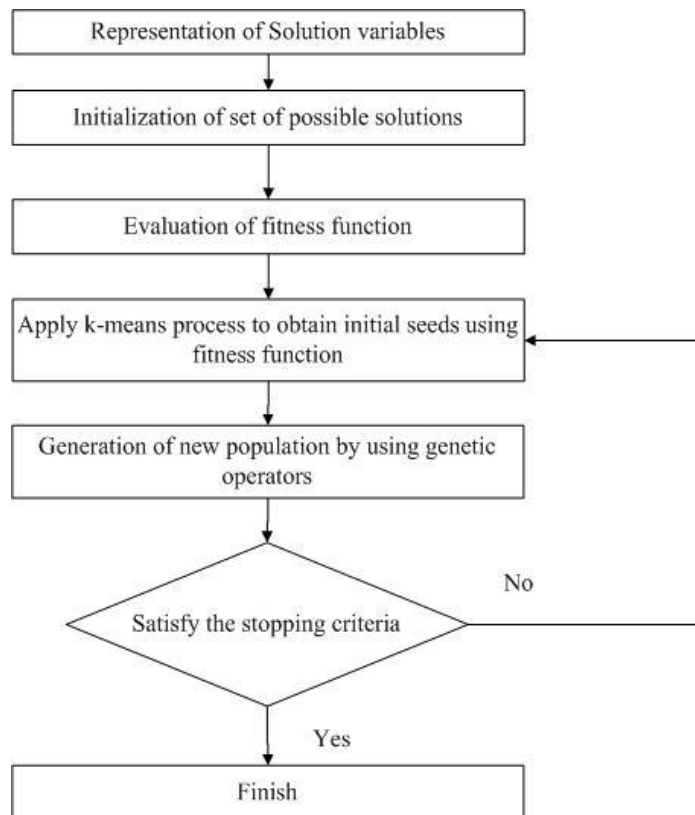 Representation of Solution variables
Initialization of set of possible solutions
Evaluation of fitness function
Apply k-means process to obtain initial seeds using
fitness function
Generation of new population by using genetic
operators
Satisfy the stopping criteria
No
Yes
Finish